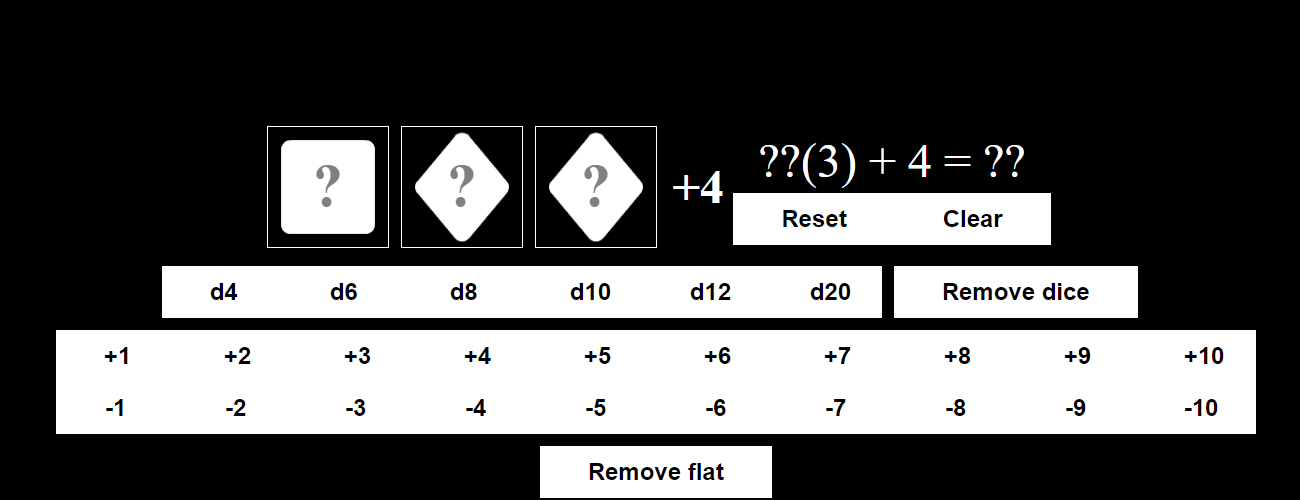 ? ? ? +4 ??(3) + 4 = ??
Reset Clear
d4 d6 d8 d10 d12 d20 Remove dice
+1 +2 +3 +4 +5 +6 +7 +8 +9 +10
-1 -2 -3 -4 -5 -6 -7 -8 -9 -10
Remove flat